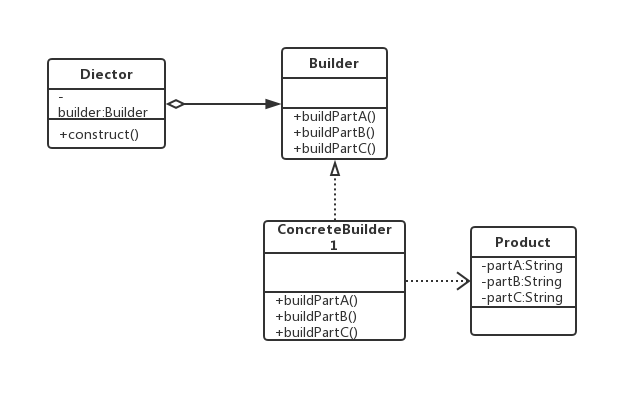 Diector
-
builder:Builder
+construct()
Builder
+buildPartA()
+buildPartB()
+buildPartC()
ConcreteBuilder
1
+buildPartA()
+buildPartB()
+buildPartC()
Product
-partA:String
-partB:String
-partC:String